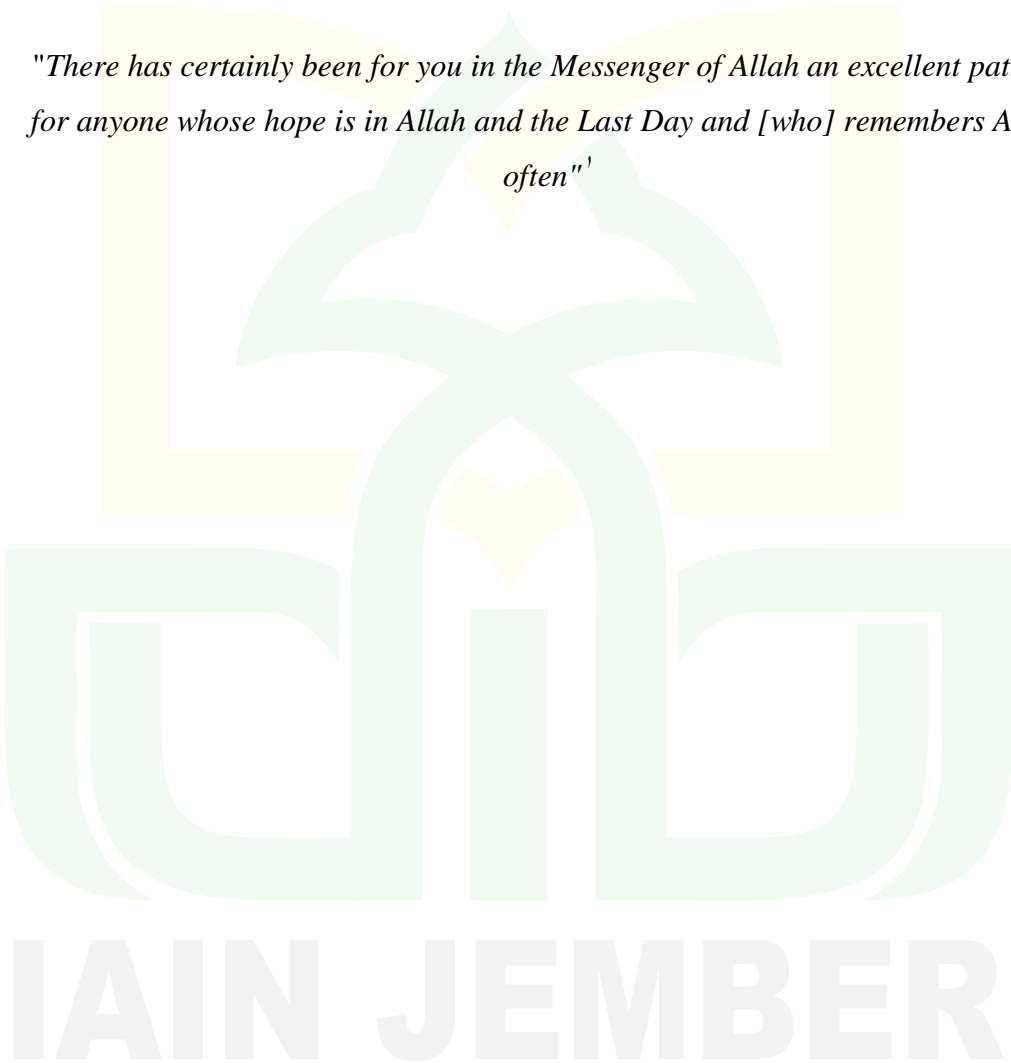 "There has certainly been for you in the Messenger of Allah an excellent pat
for anyone whose hope is in Allah and the Last Day and [who] remembers A
often"
IAIN JEMBER